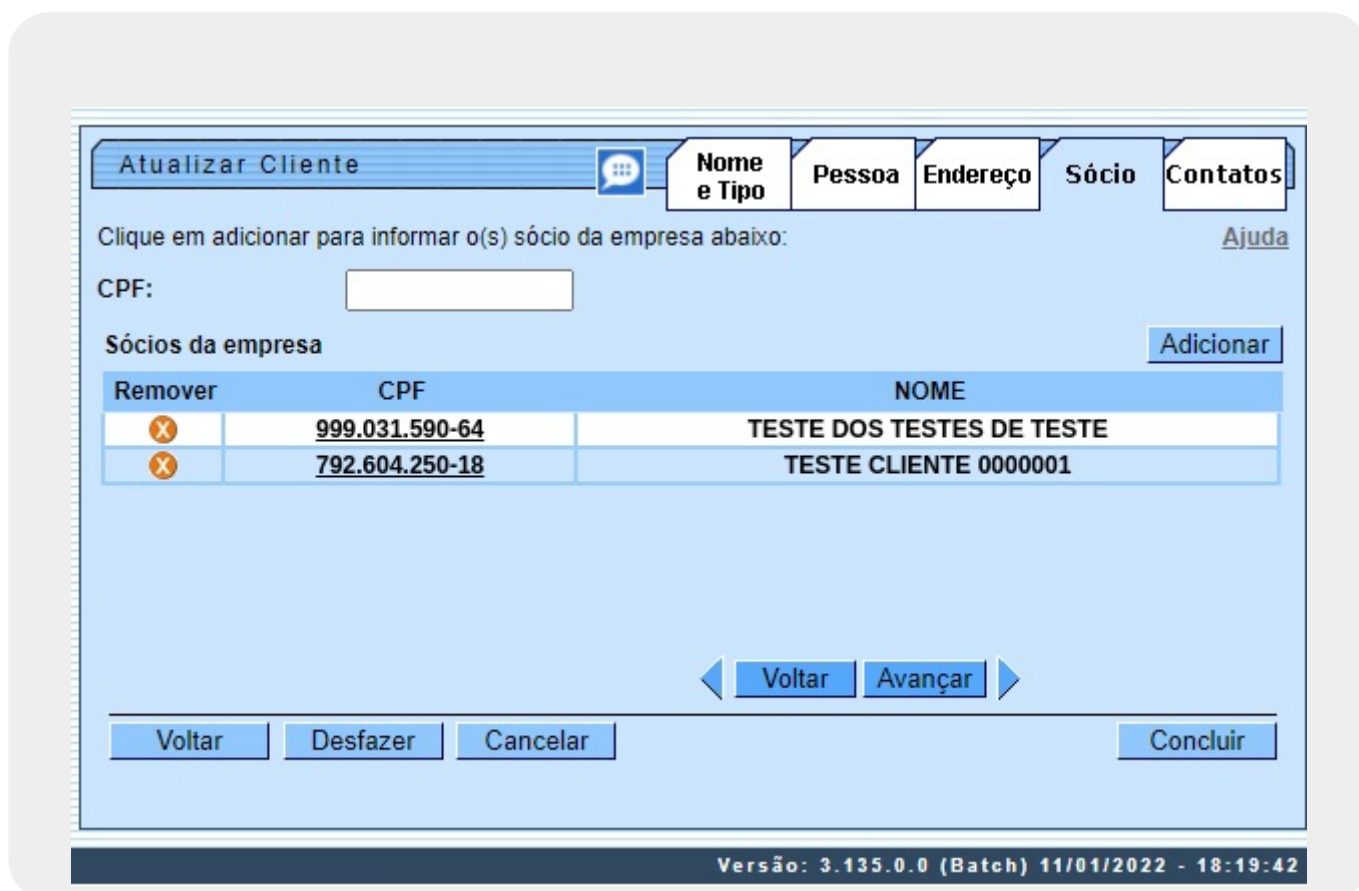 Atualizar Cliente
Nome e Tipo
Pessoa
Endereço
Sócio
Contatos
Clique em adicionar para informar o(s) sócio da empresa abaixo:
Ajuda
CPF:
Sócios da empresa
Adicionar
Remover CPF NOME
999.031.590-64 TESTE DOS TESTES DE TESTE
792.604.250-18 TESTE CLIENTE 0000001
Voltar Avançar
Voltar Desfazer Cancelar Concluir
Versão: 3.135.0.0 (Batch) 11/01/2022 - 18:19:42